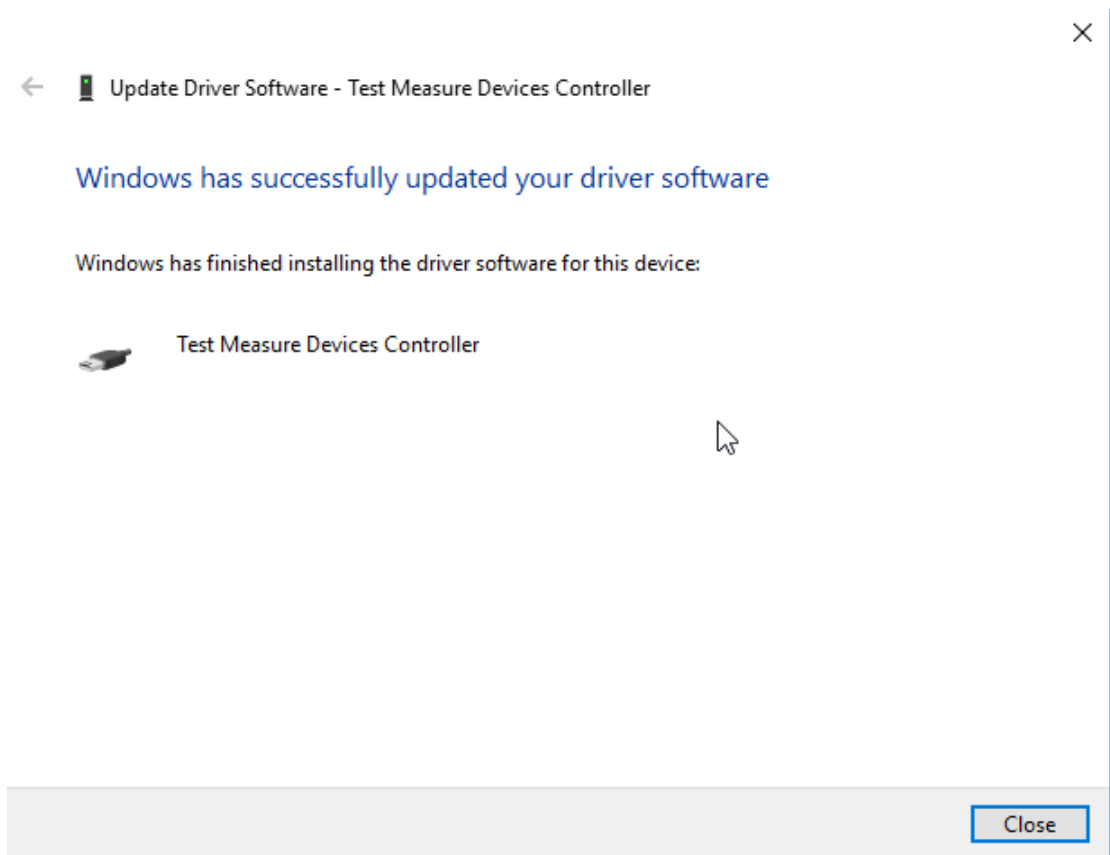 Update Driver Software - Test Measure Devices Controller
Windows has successfully updated your driver software
Windows has finished installing the driver software for this device:
Test Measure Devices Controller
Close